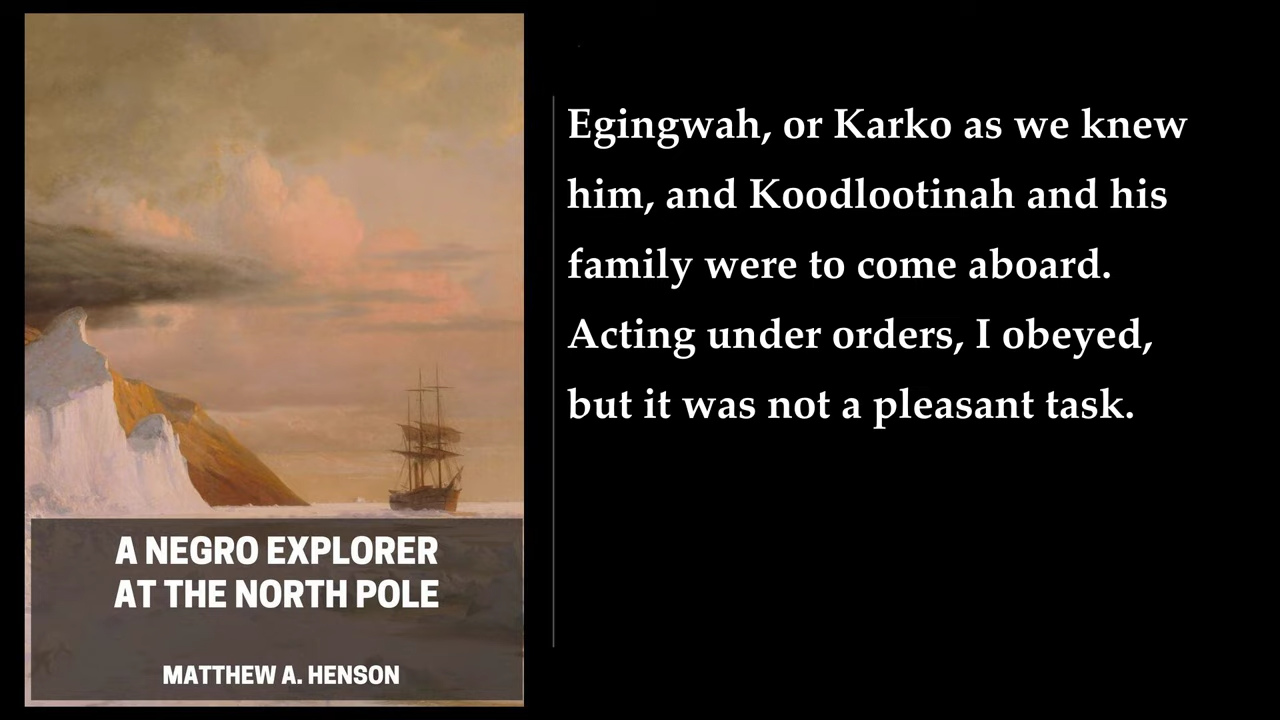 Egingwah, or Karko as we knew
him, and Koodlootinah and his
family were to come aboard.
Acting under orders, I obeyed,
but it was not a pleasant task.
A NEGRO EXPLORER
AT THE NORTH POLE
MATTHEW A. HENSON